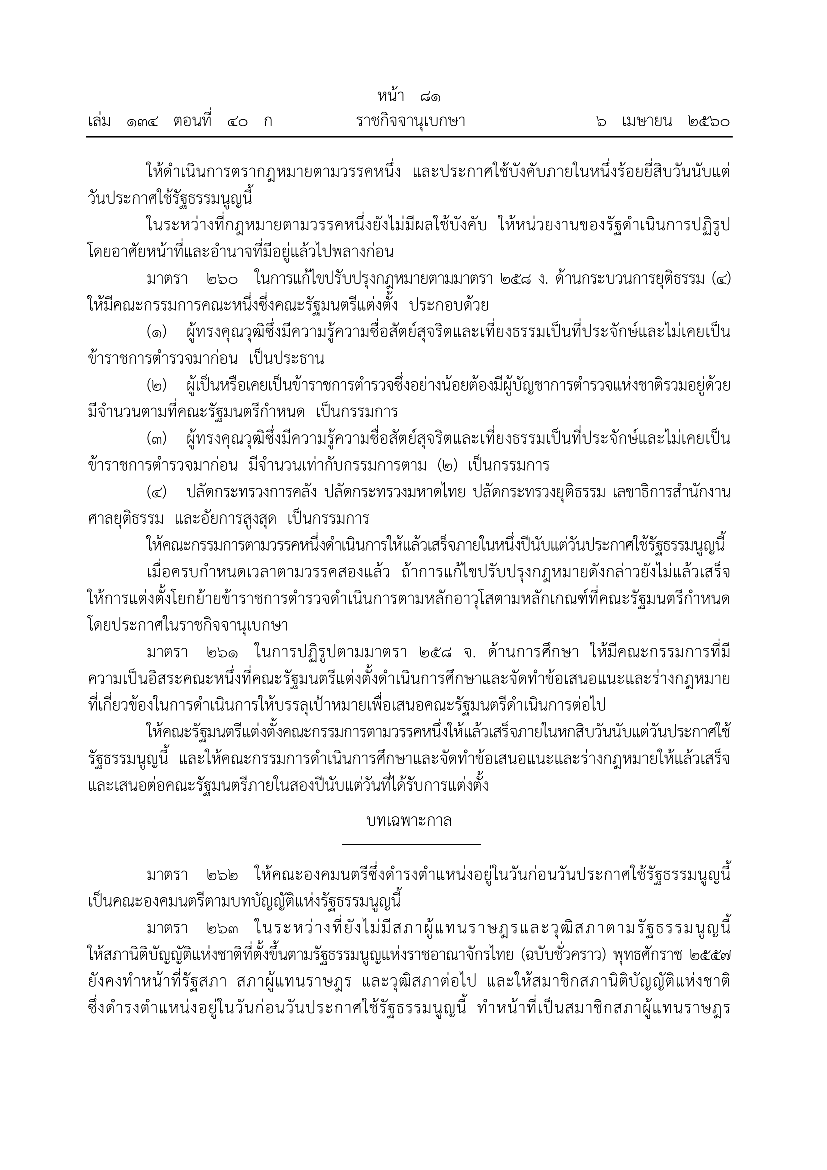 หน้า ๘๑
เล่ม ๑๓๔ ตอนที่ ๔๐ ก ราชกิจจานุเบกษา ๖ เมษายน ๒๕๖๐
ให้ดำเนินการตรากฎหมายตามวรรคหนึ่ง และประกาศใช้บังคับภายในหนึ่งร้อยยี่สิบวันนับแต่
วันประกาศใช้รัฐธรรมนูญนี้
ในระหว่างที่กฎหมายตามวรรคหนึ่งยังไม่มีผลใช้บังคับ ให้หน่วยงานของรัฐดำเนินการปฏิรูป
โดยอาศัยหน้าที่และอำนาจที่มีอยู่แล้วไปพลางก่อน
มาตรา ๒๖๐ ในการแก้ไขปรับปรุงกฎหมายตามมาตรา ๒๕๘ ง. ด้านกระบวนการยุติธรรม (๔)
ให้มีคณะกรรมการคณะหนึ่งซึ่งคณะรัฐมนตรีแต่งตั้ง ประกอบด้วย
(๑) ผู้ทรงคุณวุฒิซึ่งมีความรู้ความซื่อสัตย์สุจริตและเที่ยงธรรมเป็นที่ประจักษ์และไม่เคยเป็น
ข้าราชการตำรวจมาก่อน เป็นประธาน
(๒) ผู้เป็นหรือเคยเป็นข้าราชการตำรวจซึ่งอย่างน้อยต้องมีผู้บัญชาการตำรวจแห่งชาติรวมอยู่ด้วย
มีจำนวนตามที่คณะรัฐมนตรีกำหนด เป็นกรรมการ
(๓) ผู้ทรงคุณวุฒิซึ่งมีความรู้ความซื่อสัตย์สุจริตและเที่ยงธรรมเป็นที่ประจักษ์และไม่เคยเป็น
ข้าราชการตำรวจมาก่อน มีจำนวนเท่ากับกรรมการตาม (๒) เป็นกรรมการ
(๔) ปลัดกระทรวงการคลัง ปลัดกระทรวงมหาดไทย ปลัดกระทรวงยุติธรรม เลขาธิการสำนักงาน
ศาลยุติธรรม และอัยการสูงสุด เป็นกรรมการ
ให้คณะกรรมการตามวรรคหนึ่งดำเนินการให้แล้วเสร็จภายในหนึ่งปีนับแต่วันประกาศใช้รัฐธรรมนูญนี้
เมื่อครบกำหนดเวลาตามวรรคสองแล้ว ถ้าการแก้ไขปรับปรุงกฎหมายดังกล่าวยังไม่แล้วเสร็จ
ให้การแต่งตั้งโยกย้ายข้าราชการตำรวจดำเนินการตามหลักอาวุโสตามหลักเกณฑ์ที่คณะรัฐมนตรีกำหนด
โดยประกาศในราชกิจจานุเบกษา
มาตรา ๒๖๑ ในการปฏิรูปตามมาตรา ๒๕๘ จ. ด้านการศึกษา ให้มีคณะกรรมการที่มี
ความเป็นอิสระคณะหนึ่งที่คณะรัฐมนตรีแต่งตั้งดำเนินการศึกษาและจัดทำข้อเสนอแนะและร่างกฎหมาย
ที่เกี่ยวข้องในการดำเนินการให้บรรลุเป้าหมายเพื่อเสนอคณะรัฐมนตรีดำเนินการต่อไป
ให้คณะรัฐมนตรีแต่งตั้งคณะกรรมการตามวรรคหนึ่งให้แล้วเสร็จภายในหกสิบวันนับแต่วันประกาศใช้
รัฐธรรมนูญนี้ และให้คณะกรรมการดำเนินการศึกษาและจัดทำข้อเสนอแนะและร่างกฎหมายให้แล้วเสร็จ
และเสนอต่อคณะรัฐมนตรีภายในสองปีนับแต่วันที่ได้รับการแต่งตั้ง
บทเฉพาะกาล
มาตรา ๒๖๒ ให้คณะองคมนตรีซึ่งดำรงตำแหน่งอยู่ในวันก่อนวันประกาศใช้รัฐธรรมนูญนี้
เป็นคณะองคมนตรีตามบทบัญญัติแห่งรัฐธรรมนูญนี้
มาตรา ๒๖๓ ในระหว่างที่ยังไม่มีสภาผู้แทนราษฎรและวุฒิสภาตามรัฐธรรมนูญนี้
ให้สภานิติบัญญัติแห่งชาติที่ตั้งขึ้นตามรัฐธรรมนูญแห่งราชอาณาจักรไทย (ฉบับชั่วคราว) พุทธศักราช ๒๕๕๗
ยังคงทำหน้าที่รัฐสภา สภาผู้แทนราษฎร และวุฒิสภาต่อไป และให้สมาชิกสภานิติบัญญัติแห่งชาติ
ซึ่งดำรงตำแหน่งอยู่ในวันก่อนวันประกาศใช้รัฐธรรมนูญนี้ ทำหน้าที่เป็นสมาชิกสภาผู้แทนราษฎร